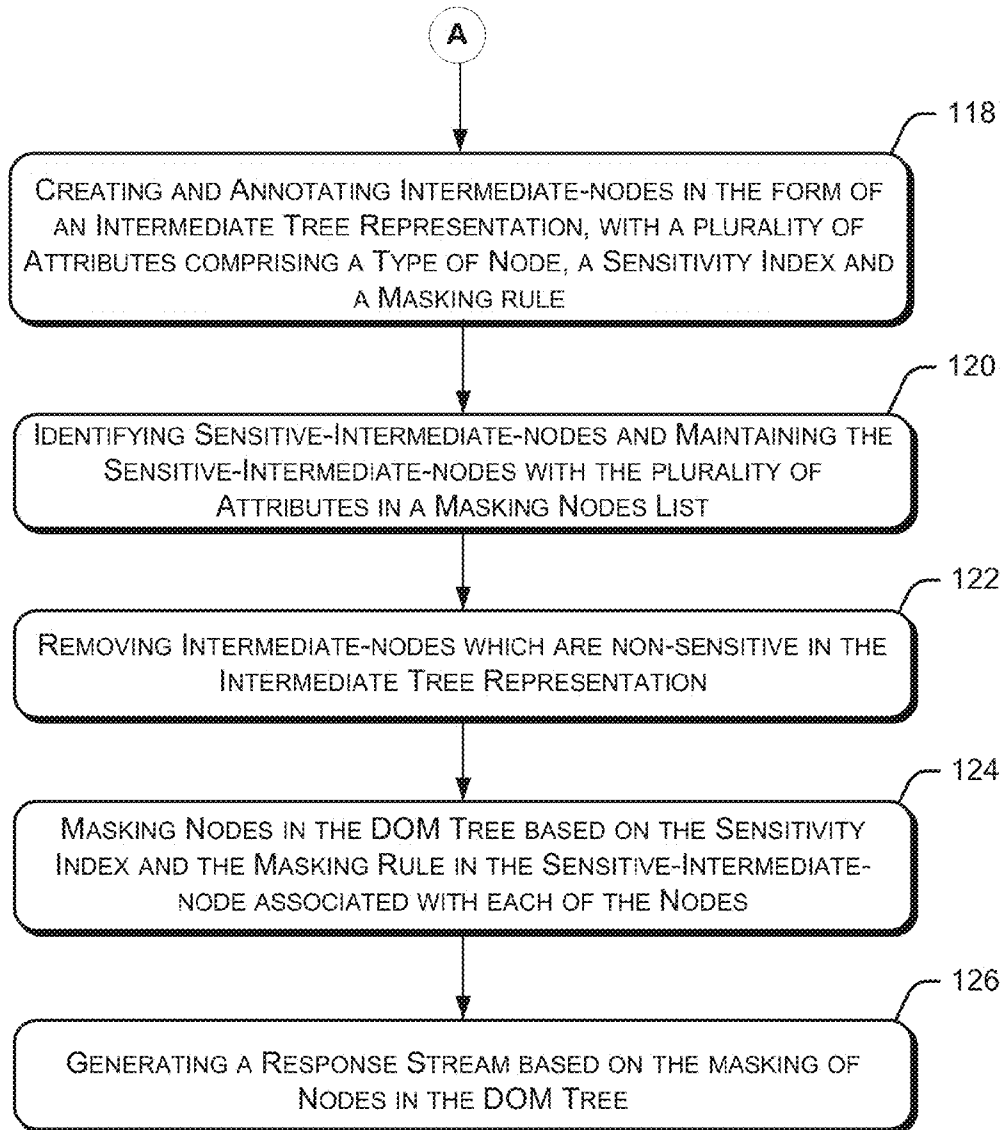 A
118
CREATING AND ANNOTATING INTERMEDIATE-NODES IN THE FORM OF
AN INTERMEDIATE TREE REPRESENTATION, WITH A PLURALITY OF
ATTRIBUTES COMPRISING A TYPE OF NODE, A SENSITIVITY INDEX AND
A MASKING RULE
120
IDENTIFYING SENSITIVE-INTERMEDIATE-NODES AND MAINTAINING THE
SENSITIVE-INTERMEDIATE-NODES WITH THE PLURALITY OF
ATTRIBUTES IN A MASKING NODES LIST
122
REMOVING INTERMEDIATE-NODES WHICH ARE NON-SENSITIVE IN THE
INTERMEDIATE TREE REPRESENTATION
124
MASKING NODES IN THE DOM TREE BASED ON THE SENSITIVITY
INDEX AND THE MASKING RULE IN THE SENSITIVE-INTERMEDIATE-
NODE ASSOCIATED WITH EACH OF THE NODES
126
GENERATING A RESPONSE STREAM BASED ON THE MASKING OF
NODES IN THE DOM TREE